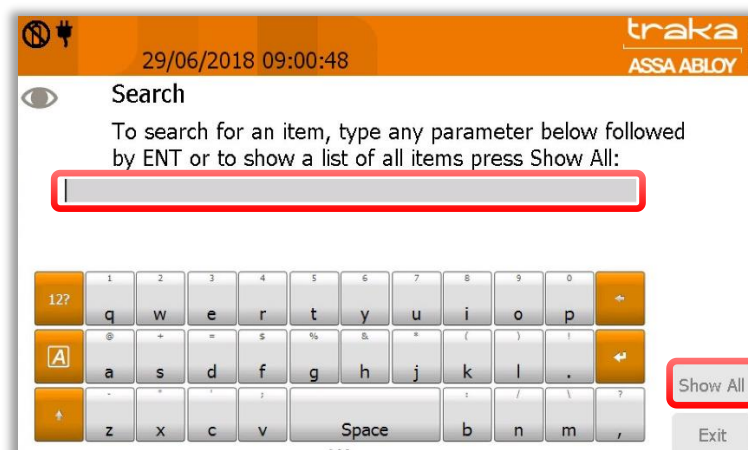 traka
29/06/2018 09:00:48
ASSA ABLOY
Search
To search for an item, type any parameter below followed
by ENT or to show a list of all items press Show All:
12?
1 2 3 4 5 6 7 8 9 0
q w e r t y u i o p
@ + = $ % & * ( ) !
A a s d f g h j k l .
- " ' ; : / \ ?
z x c v Space b n m ,
Show All
Exit